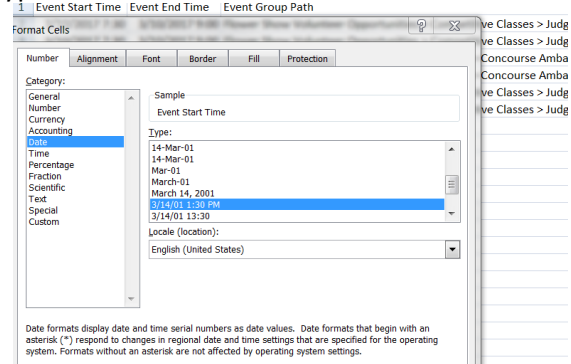 1 Event Start Time Event End Time Event Group Path
Format Cells
ve Classes > Judg
ve Classes > Judg
Concourse Amba
Concourse Amba
ve Classes > Judg
ve Classes > Judg
Number Alignment Font Border Fill Protection
Category:
General
Number
Currency
Accounting
Date
Time
Percentage
Fraction
Scientific
Text
Special
Custom
Sample
Event Start Time
Type:
14-Mar-01
14-Mar-01
Mar-01
March-01
March 14, 2001
3/14/01 1:30 PM
3/14/01 13:30
Locale (location):
English (United States)
Date formats display date and time serial numbers as date values. Date formats that begin with an
asterisk (*) respond to changes in regional date and time settings that are specified for the operating
system. Formats without an asterisk are not affected by operating system settings.